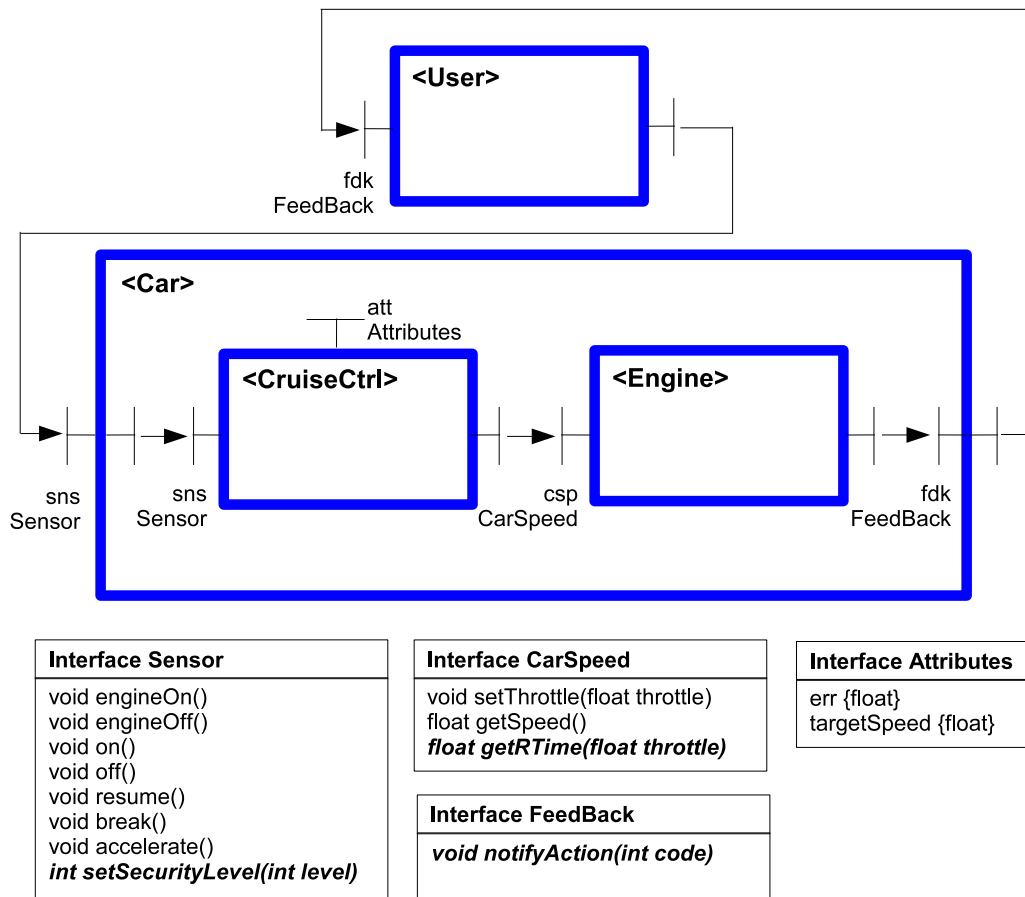 <User>
fdk
FeedBack
<Car>
att
Attributes
<CruiseCtrl>
<Engine>
sns
Sensor
sns
Sensor
csp
CarSpeed
fdk
FeedBack
Interface Sensor
void engineOn()
void engineOff()
void on()
void off()
void resume()
void break()
void accelerate()
int setSecurityLevel(int level)
Interface CarSpeed
void setThrottle(float throttle)
float getSpeed()
float getRTime(float throttle)
Interface FeedBack
void notifyAction(int code)
Interface Attributes
err {float}
targetSpeed {float}